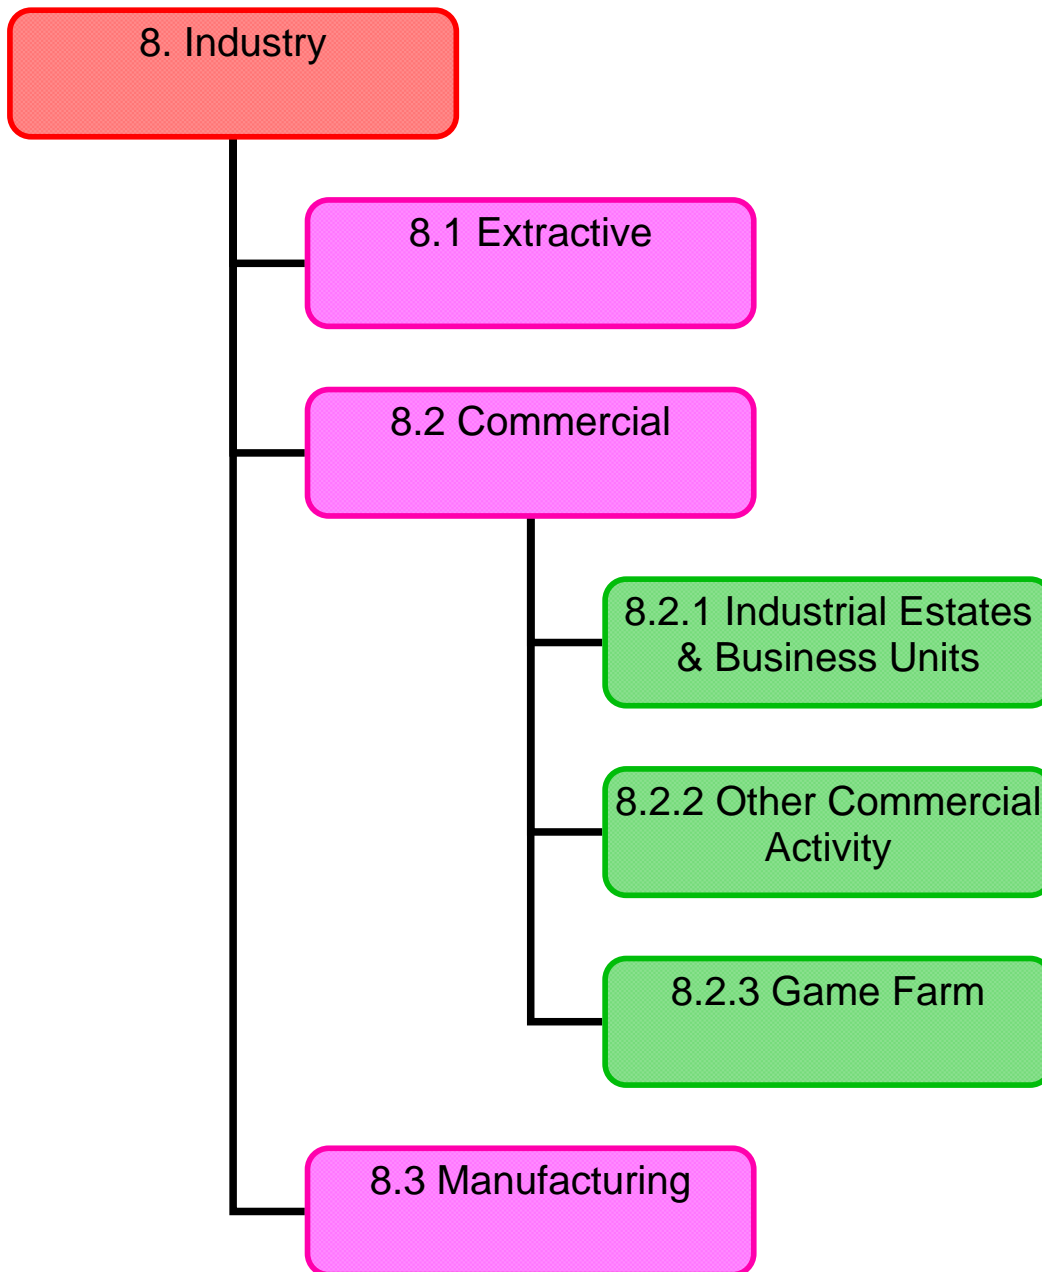 8. Industry
8.1 Extractive
8.2 Commercial
8.2.1 Industrial Estates
& Business Units
8.2.2 Other Commercial
Activity
8.2.3 Game Farm
8.3 Manufacturing